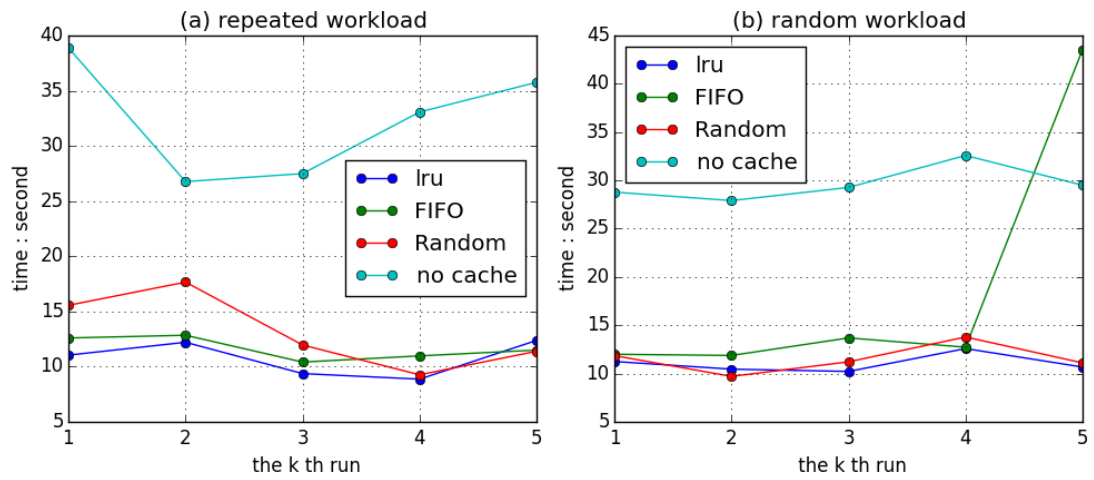 (a) repeated workload
40
35
30
25
20
15
10
5
time : second
lru
FIFO
Random
no cache
1 2 3 4 5
the k th run
(b) random workload
45
40
35
30
25
20
15
10
5
time : second
lru
FIFO
Random
no cache
1 2 3 4 5
the k th run